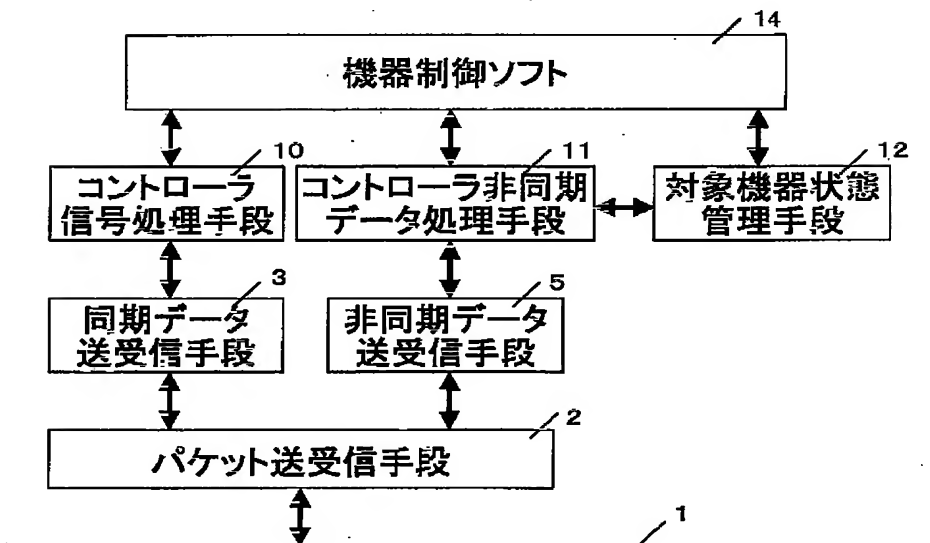 14
機器制御ソフト
10
11
12
コントローラ
信号処理手段
コントローラ非同期
データ処理手段
対象機器状態
管理手段
3
5
同期データ
送受信手段
非同期データ
送受信手段
2
パケット送受信手段
1